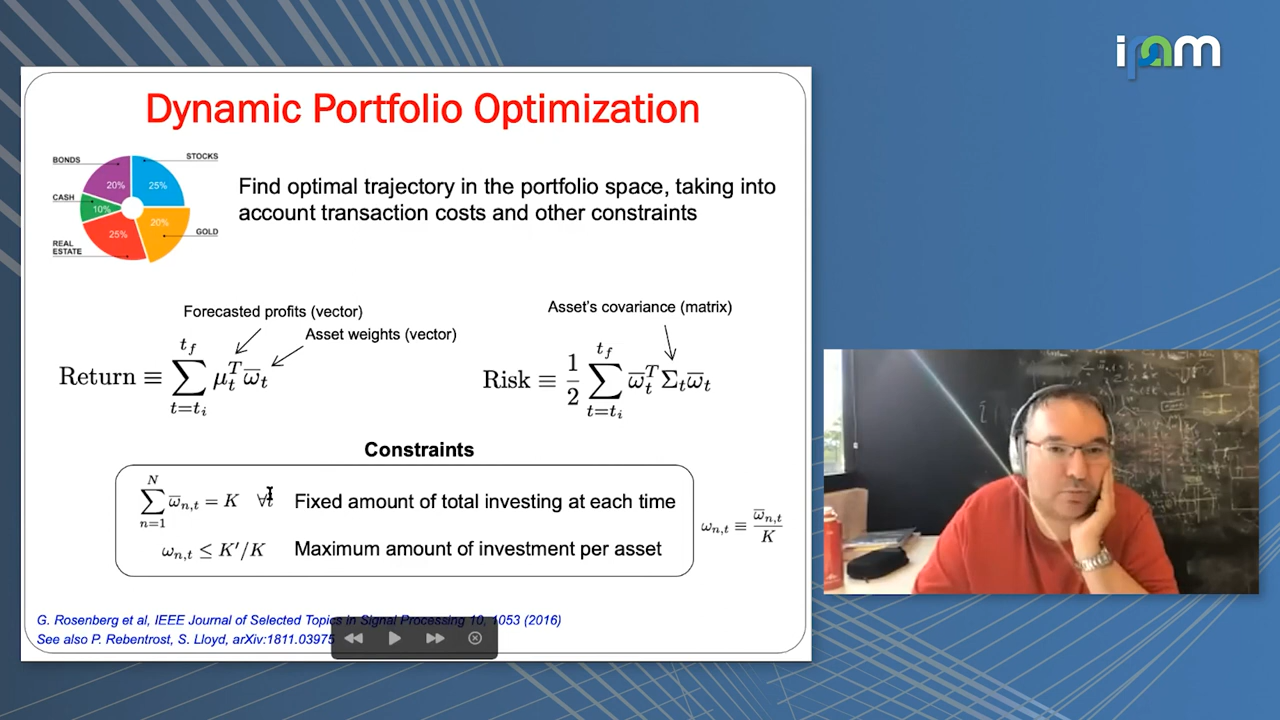 ipam
Dynamic Portfolio Optimization
BONDS
STOCKS
20%
25%
CASH
10%
20%
GOLD
25%
REAL
ESTATE
Find optimal trajectory in the portfolio space, taking into
account transaction costs and other constraints
Forecasted profits (vector)
Asset weights (vector)
Return ≡ ∑_{t=t_i}^{t_f} μ_t^T ω̅_t
Asset's covariance (matrix)
Risk ≡ 1/2 ∑_{t=t_i}^{t_f} ω̅_t^T Σ_t ω̅_t
Constraints
∑_{n=1}^{N} ω̅_{n,t} = K ∀t Fixed amount of total investing at each time
ω_{n,t} ≤ K′/K Maximum amount of investment per asset
ω_{n,t} ≡ ω̅_{n,t}/K
G. Rosenberg et al, IEEE Journal of Selected Topics in Signal Processing 10, 1053 (2016)
See also P. Rebentrost, S. Lloyd, arXiv:1811.03975